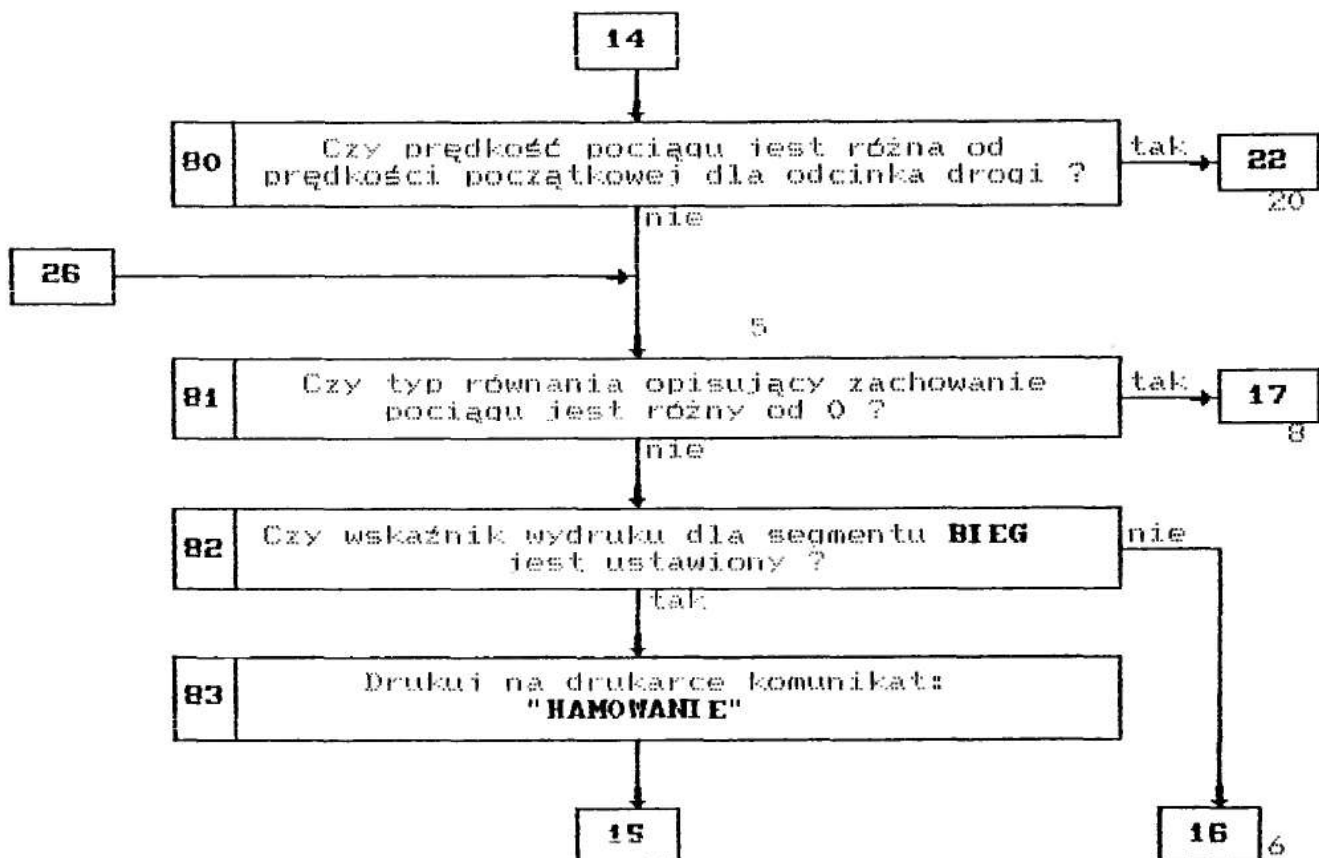 14
80
Czy prędkość pociągu jest różna od
prędkości początkowej dla odcinka drogi ?
tak
22
20
nie
26
5
81
Czy typ równania opisujący zachowanie
pociągu jest różny od 0 ?
tak
17
8
nie
82
Czy wskaźnik wydruku dla segmentu BIEG
jest ustawiony ?
nie
tak
83
Drukuj na drukarce komunikat:
"HAMOWANIE"
15
16
6